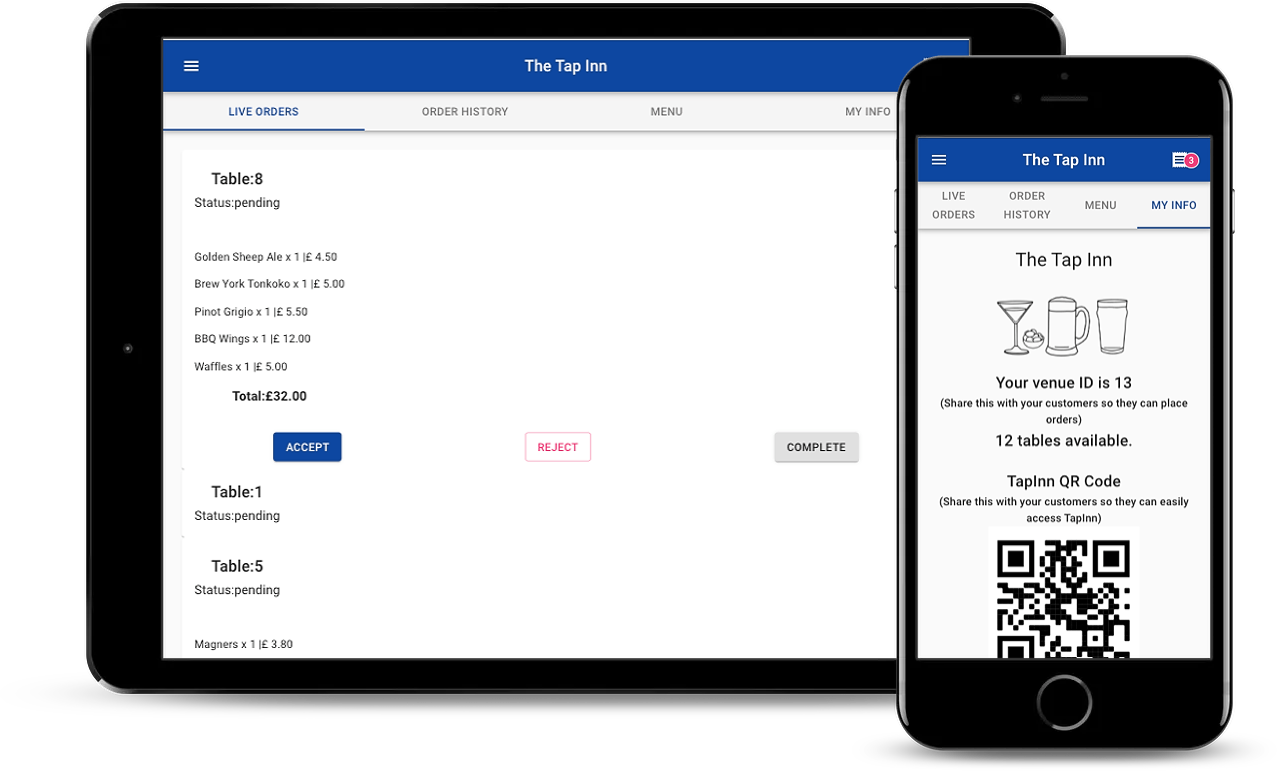 The Tap Inn
LIVE ORDERS
ORDER HISTORY
MENU
MY INFO
Table:8
Status:pending
Golden Sheep Ale x 1 |£ 4.50
Brew York Tonkoko x 1 |£ 5.00
Pinot Grigio x 1 |£ 5.50
BBQ Wings x 1 |£ 12.00
Waffles x 1 |£ 5.00
Total:£32.00
ACCEPT
REJECT
COMPLETE
Table:1
Status:pending
Table:5
Status:pending
Magners x 1 |£ 3.80
The Tap Inn
3
LIVE
ORDERS
ORDER
HISTORY
MENU
MY INFO
The Tap Inn
Your venue ID is 13
(Share this with your customers so they can place
orders)
12 tables available.
TapInn QR Code
(Share this with your customers so they can easily
access TapInn)